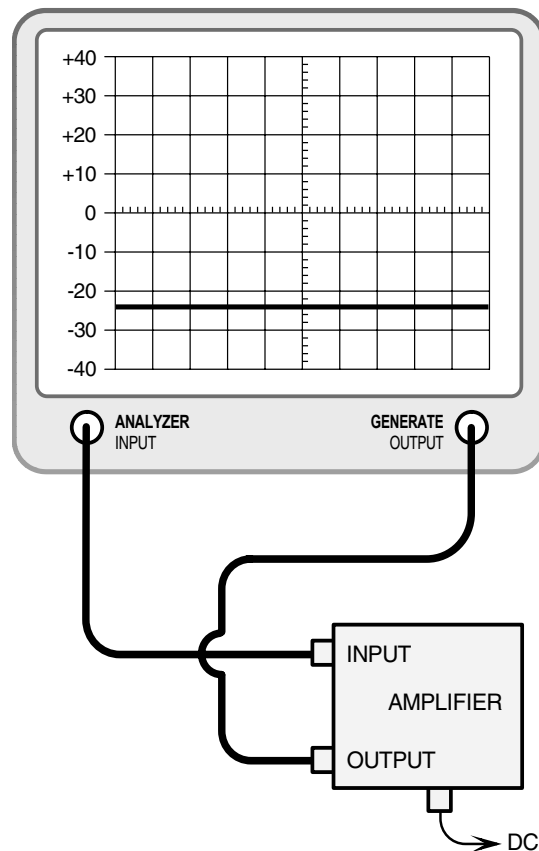 +40
+30
+20
+10
0
-10
-20
-30
-40
ANALYZER
INPUT
GENERATE
OUTPUT
INPUT
AMPLIFIER
OUTPUT
DC